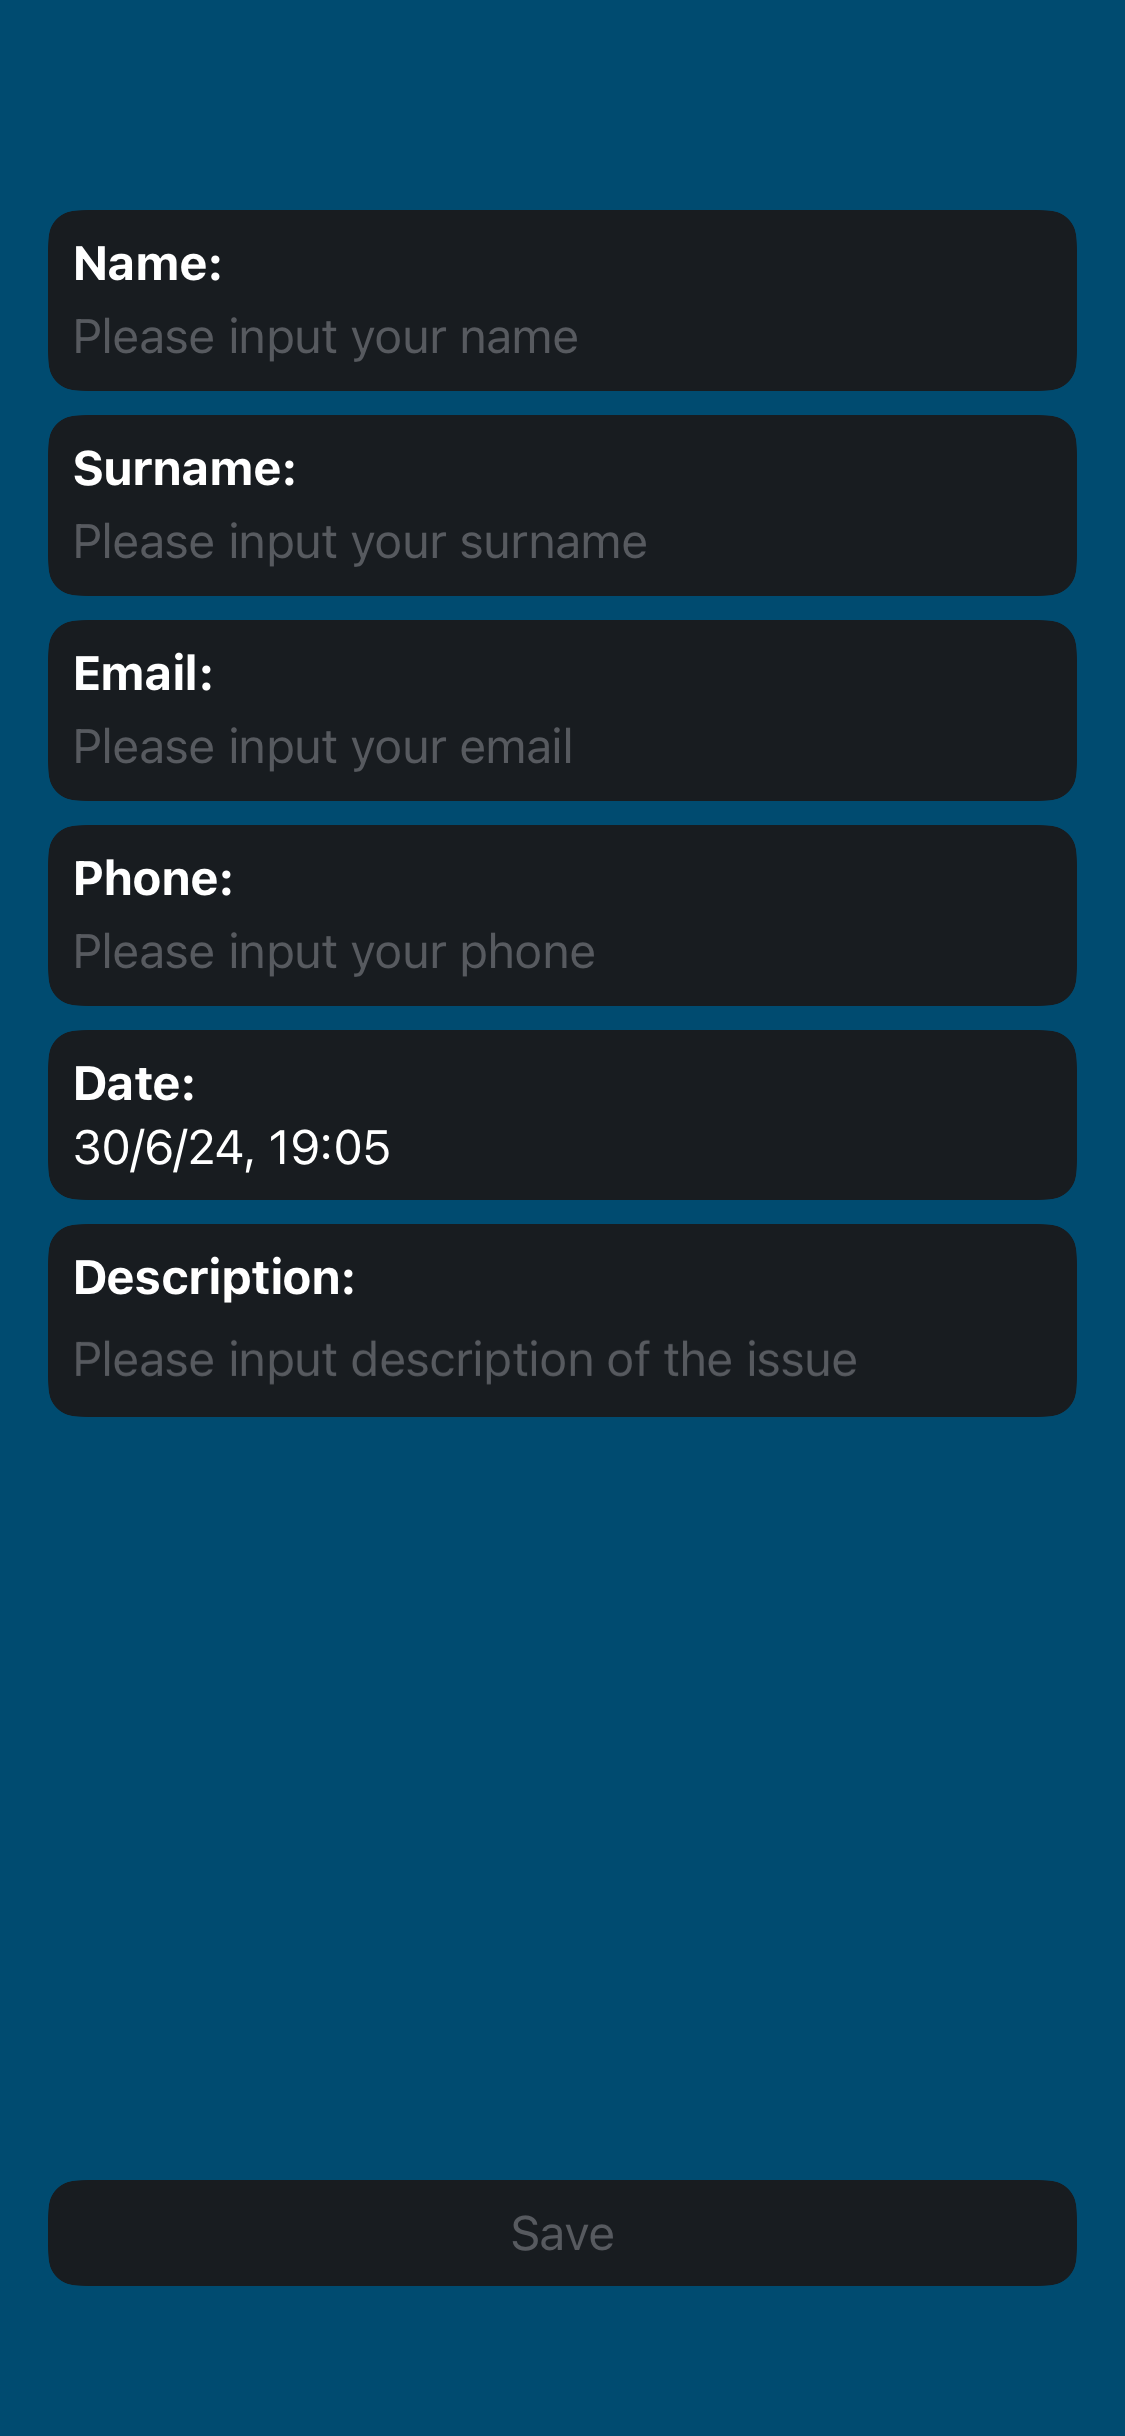 Name:
Please input your name
Surname:
Please input your surname
Email:
Please input your email
Phone:
Please input your phone
Date:
30/6/24, 19:05
Description:
Please input description of the issue
Save